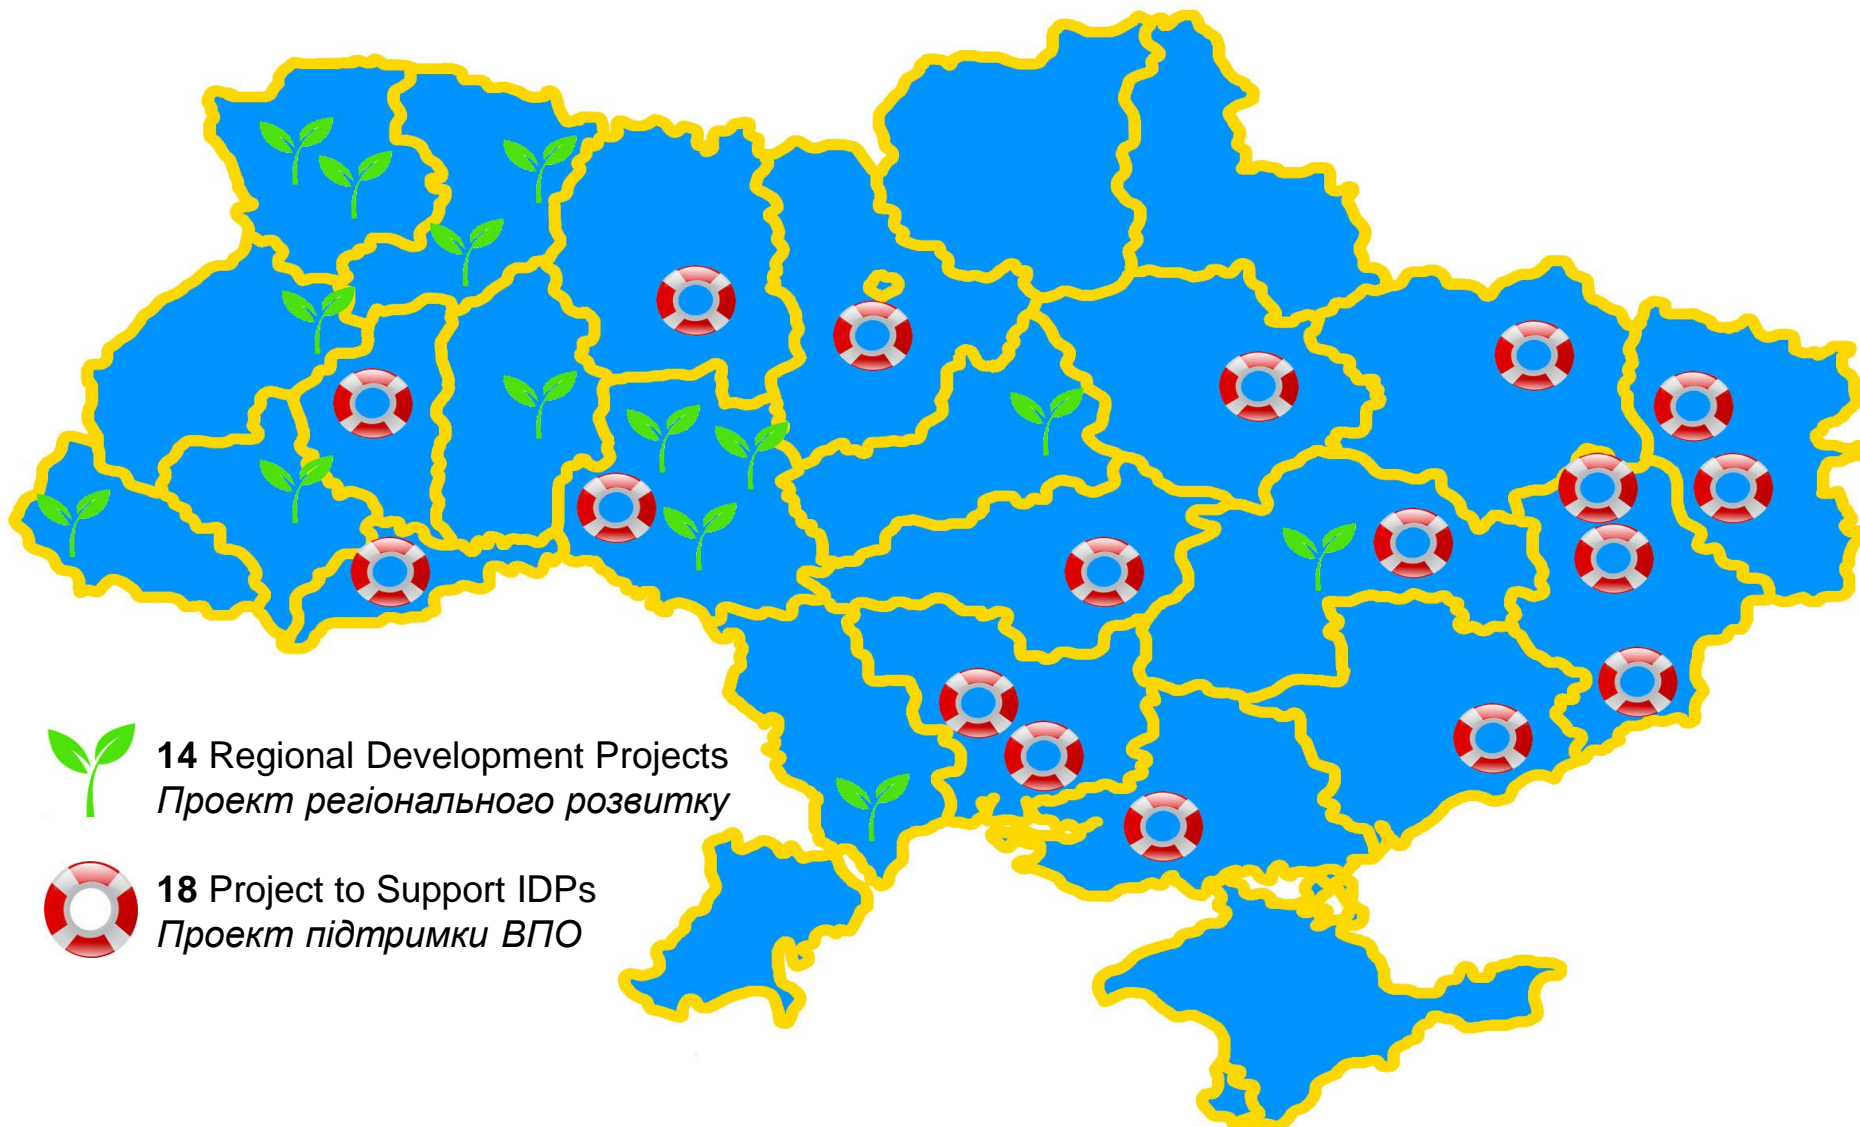 14 Regional Development Projects
Проект регіонального розвитку
18 Project to Support IDPs
Проект підтримки ВПО